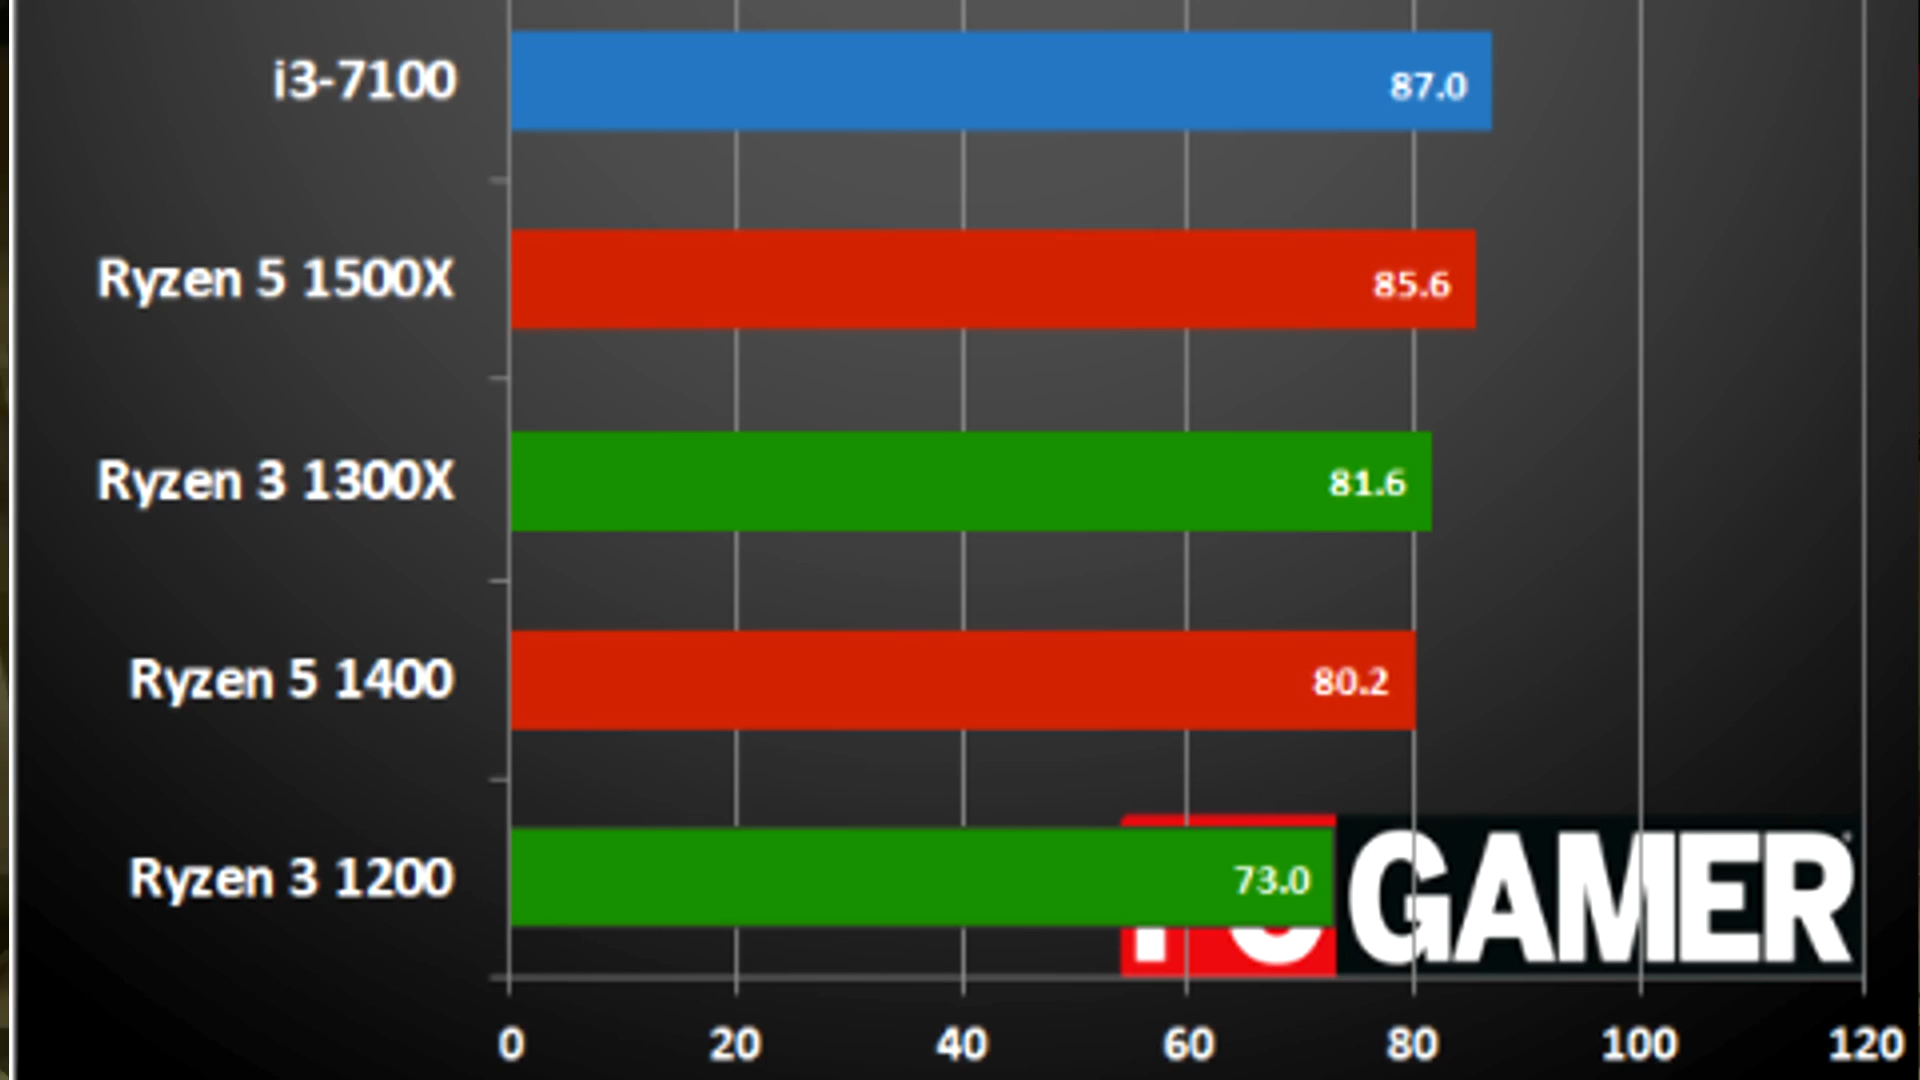 i3-7100 87.0
Ryzen 5 1500X 85.6
Ryzen 3 1300X 81.6
Ryzen 5 1400 80.2
Ryzen 3 1200 73.0
GAMER
0 20 40 60 80 100 120